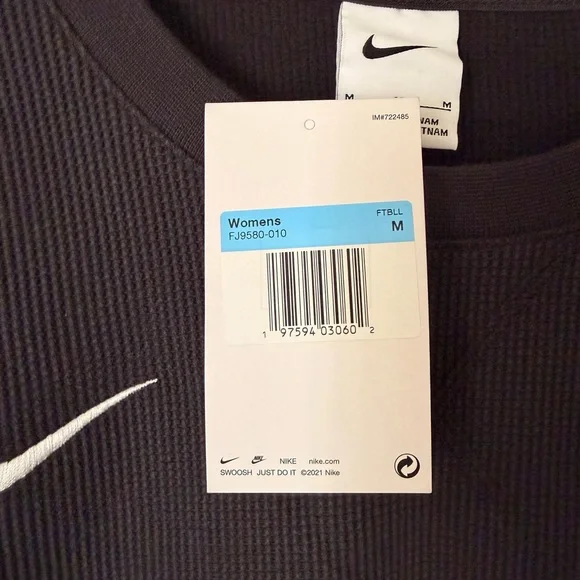 M M
NAM
TNAM
IM#722485
Womens FTBLL
FJ9580-010 M
1 97594 03060 2
NIKE nike.com
SWOOSH JUST DO IT ©2021 Nike